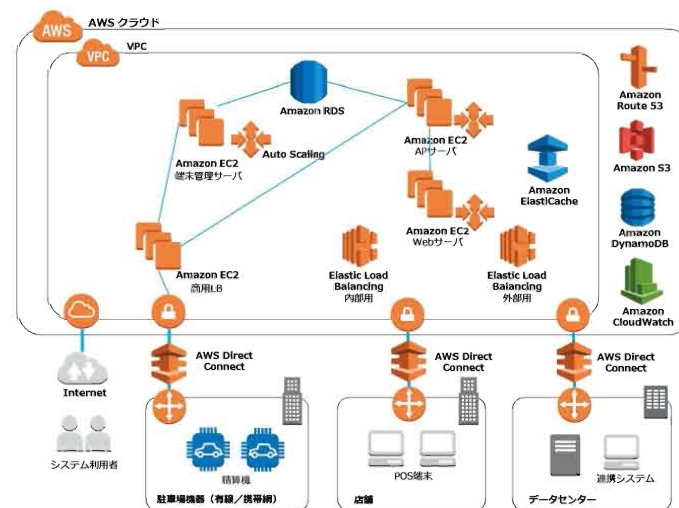 AWS
AWS クラウド
VPC
VPC
Amazon RDS
Amazon EC2
端末管理サーバ
Auto Scaling
Amazon EC2
APサーバ
Amazon EC2
Webサーバ
Amazon
ElastiCache
Amazon EC2
商用LB
Elastic Load
Balancing
内部用
Elastic Load
Balancing
外部用
Amazon
Route 53
Amazon S3
Amazon
DynamoDB
Amazon
CloudWatch
Internet
システム利用者
AWS Direct
Connect
AWS Direct
Connect
AWS Direct
Connect
精算機
駐車場機器（有線／携帯網）
POS端末
店舗
連携システム
データセンター